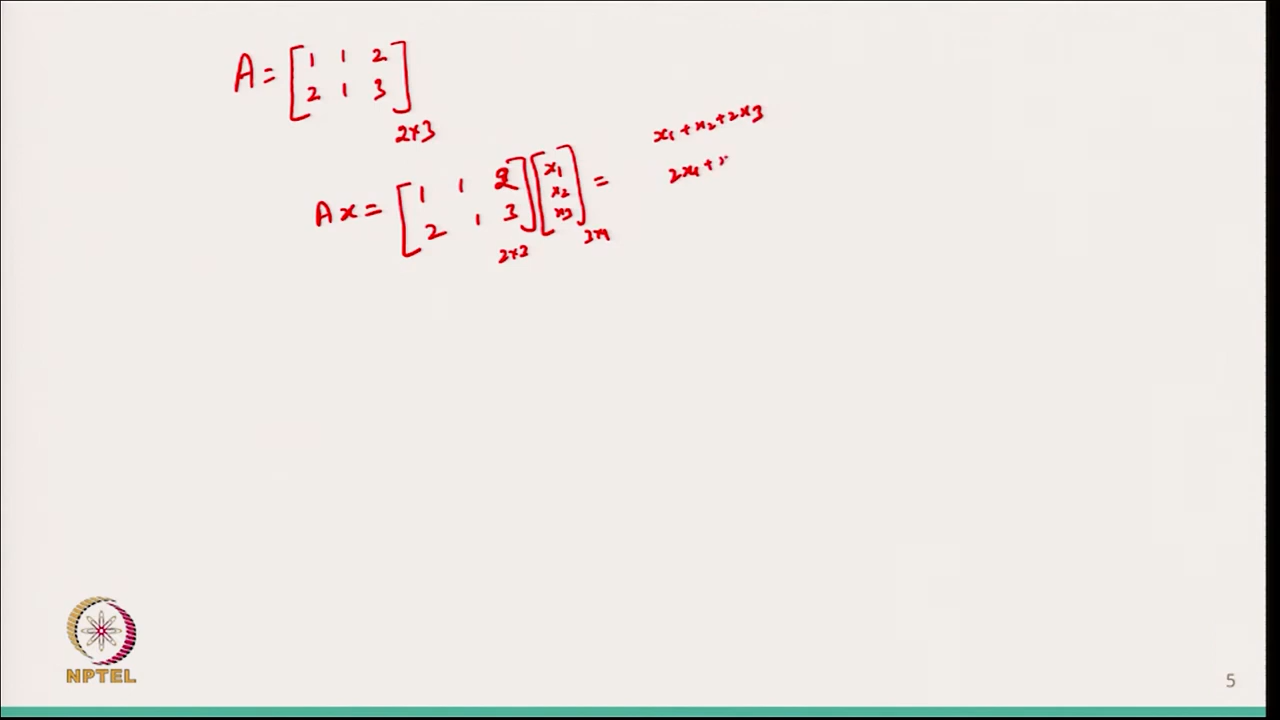 A = [ 1 1 2
2 1 3 ] 2×3
Ax = [ 1 1 2
2 1 3 ] 2×3 [ x1
x2
x3 ] 3×1 = x1 + x2 + 2x3
2x1 +
NPTEL
5